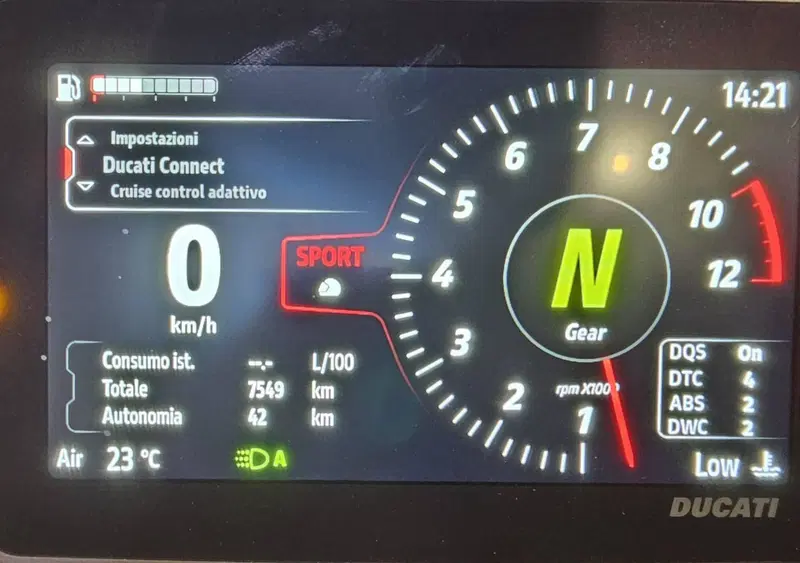 14:21
Impostazioni
Ducati Connect
Cruise control adattivo
0
km/h
SPORT
1
2
3
4
5
6
7
8
10
12
N
Gear
rpm X1000
Consumo ist. --.- L/100
Totale 7549 km
Autonomia 42 km
DQS On
DTC 4
ABS 2
DWC 2
Air 23 °C
A
Low
DUCATI